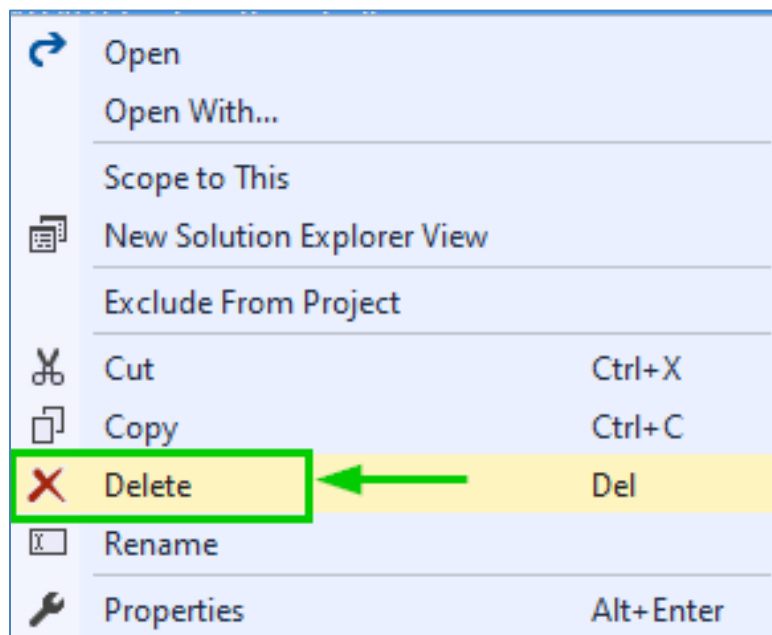 Open
Open With...
Scope to This
New Solution Explorer View
Exclude From Project
Cut Ctrl+X
Copy Ctrl+C
Delete Del
Rename
Properties Alt+Enter